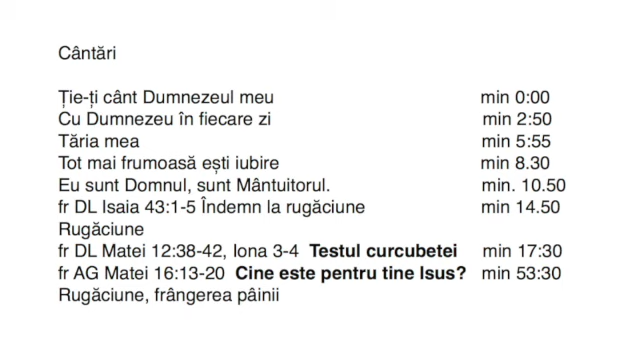 Cântări
Ție-ți cânt Dumnezeul meu min 0:00
Cu Dumnezeu în fiecare zi min 2:50
Tăria mea min 5:55
Tot mai frumoasă ești iubire min 8.30
Eu sunt Domnul, sunt Mântuitorul. min. 10.50
fr DL Isaia 43:1-5 Îndemn la rugăciune min 14.50
Rugăciune
fr DL Matei 12:38-42, Iona 3-4 Testul curcubetei min 17:30
fr AG Matei 16:13-20 Cine este pentru tine Isus? min 53:30
Rugăciune, frângerea pâinii